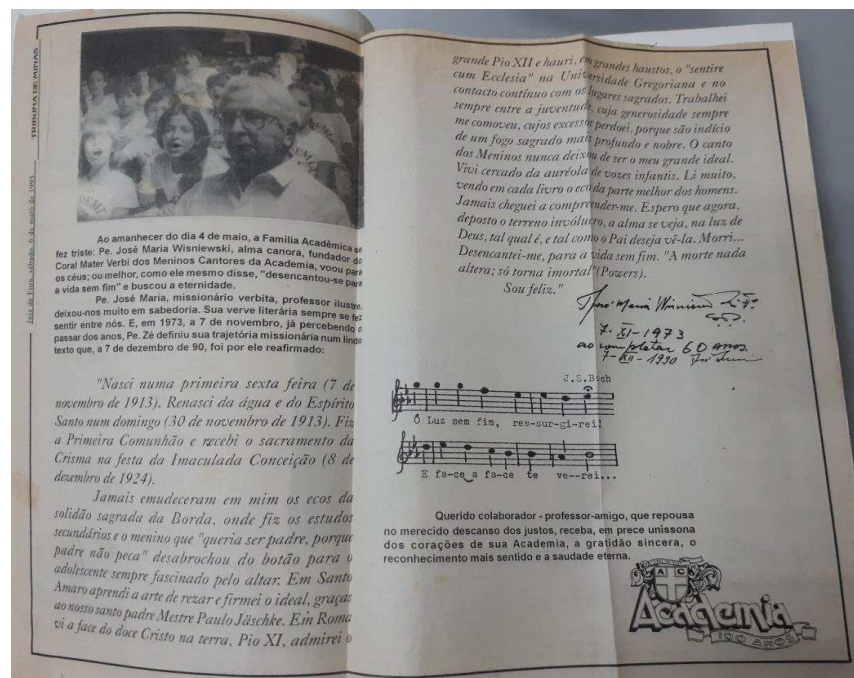 TRIBUNA DE MINAS
Juiz de Fora, sábado, 6 de maio de 1995
Ao amanhecer do dia 4 de maio, a Família Acadêmica se
fez triste: Pe. José Maria Wisniewski, alma canora, fundador do
Coral Mater Verbi dos Meninos Cantores da Academia, voou para
os céus; ou melhor, como ele mesmo disse, "desencantou-se para
a vida sem fim" e buscou a eternidade.
Pe. José Maria, missionário verbita, professor ilustre,
deixou-nos muito em sabedoria. Sua verve literária sempre se fez
sentir entre nós. E, em 1973, a 7 de novembro, já percebendo o
passar dos anos, Pe. Zé definiu sua trajetória missionária num lindo
texto que, a 7 de dezembro de 90, foi por ele reafirmado:
"Nasci numa primeira sexta feira (7 de
novembro de 1913). Renasci da água e do Espírito
Santo num domingo (30 de novembro de 1913). Fiz
a Primeira Comunhão e recebi o sacramento da
Crisma na festa da Imaculada Conceição (8 de
dezembro de 1924).
Jamais emudeceram em mim os ecos da
solidão sagrada da Borda, onde fiz os estudos
secundários e o menino que "queria ser padre, porque
padre não peca" desabrochou do botão para o
adolescente sempre fascinado pelo altar. Em Santo
Amaro aprendi a arte de rezar e firmei o ideal, graças
ao nosso santo padre Mestre Paulo Jäschke. Em Roma
vi a face do doce Cristo na terra, Pio XI, admirei o
grande Pio XII e hauri, em grandes haustos, o "sentire
cum Ecclesia" na Universidade Gregoriana e no
contacto contínuo com os lugares sagrados. Trabalhei
sempre entre a juventude, cuja generosidade sempre
me comoveu, cujos excessos perdoei, porque são indício
de um fogo sagrado mais profundo e nobre. O canto
dos Meninos nunca deixou de ser o meu grande ideal.
Vivi cercado da auréola de vozes infantis. Li muito,
vendo em cada livro o eco da parte melhor dos homens.
Jamais cheguei a compreender-me. Espero que agora,
deposto o terreno invólucro, a alma se veja, na luz de
Deus, tal qual é, e tal como o Pai deseja vê-la. Morri...
Desencantei-me, para a vida sem fim. "A morte nada
altera; só torna imortal"(Powers).
Sou feliz."
José Maria
7-XI-1973
ao completar 60 anos
7-XII-1990
J.S.Bach
Ô Luz sem fim, res-sur-gi-rei!
E fa-ce a fa-ce te ve--rei...
Querido colaborador - professor-amigo, que repousa
no merecido descanso dos justos, receba, em prece unissona
dos corações de sua Academia, a gratidão sincera, o
reconhecimento mais sentido e a saudade eterna.
A C
Academia
100 ANOS